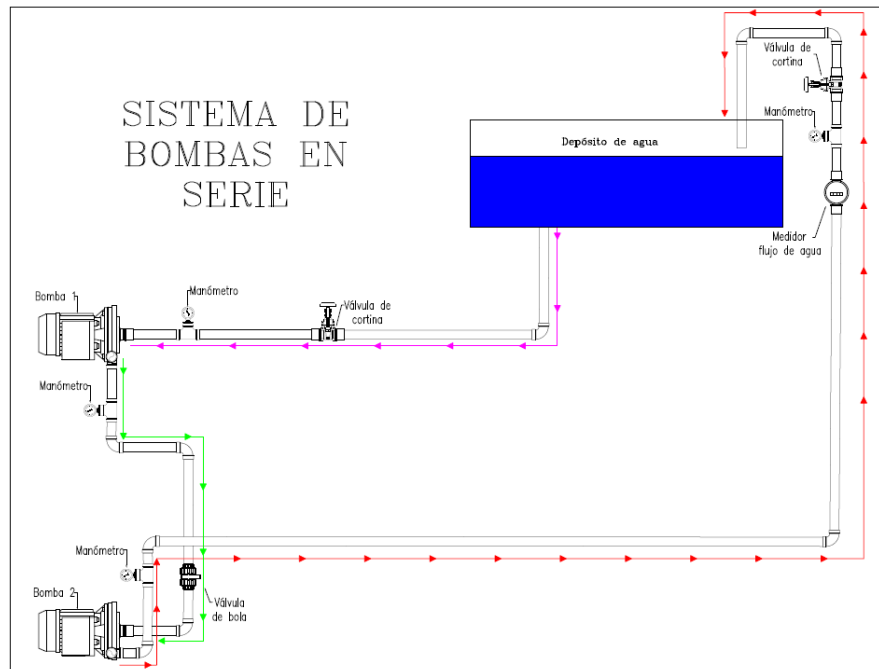 SISTEMA DE
BOMBAS EN
SERIE
Válvula de
cortina
Manómetro
Depósito de agua
Medidor
flujo de agua
Bomba 1
Manómetro
Válvula de
cortina
Manómetro
Manómetro
Bomba 2
Válvula
de bola